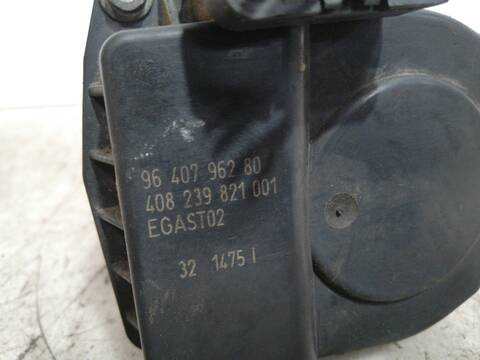 96 407 962 80
408 239 821 001
EGAST02
32 1475 I